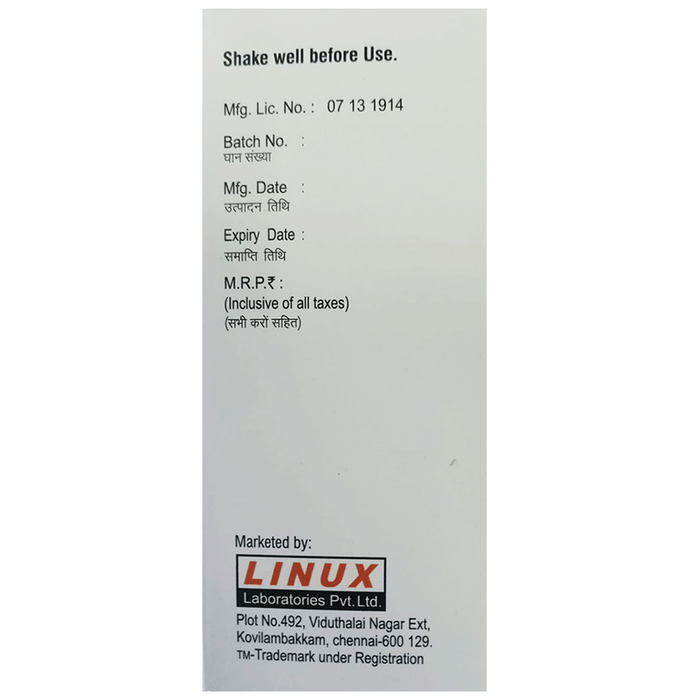 Shake well before Use.
Mfg. Lic. No. : 07 13 1914
Batch No. :
घान संख्या
Mfg. Date :
उत्पादन तिथि
Expiry Date :
समाप्ति तिथि
M.R.P.₹ :
(Inclusive of all taxes)
(सभी करों सहित)
Marketed by:
LINUX
Laboratories Pvt. Ltd.
Plot No.492, Viduthalai Nagar Ext,
Kovilambakkam, chennai-600 129.
TM-Trademark under Registration